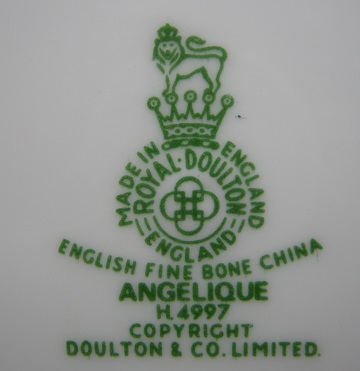 MADE IN ENGLAND
ROYAL·DOULTON
ENGLAND
ENGLISH FINE BONE CHINA
ANGELIQUE
H.4997
COPYRIGHT
DOULTON & CO. LIMITED.